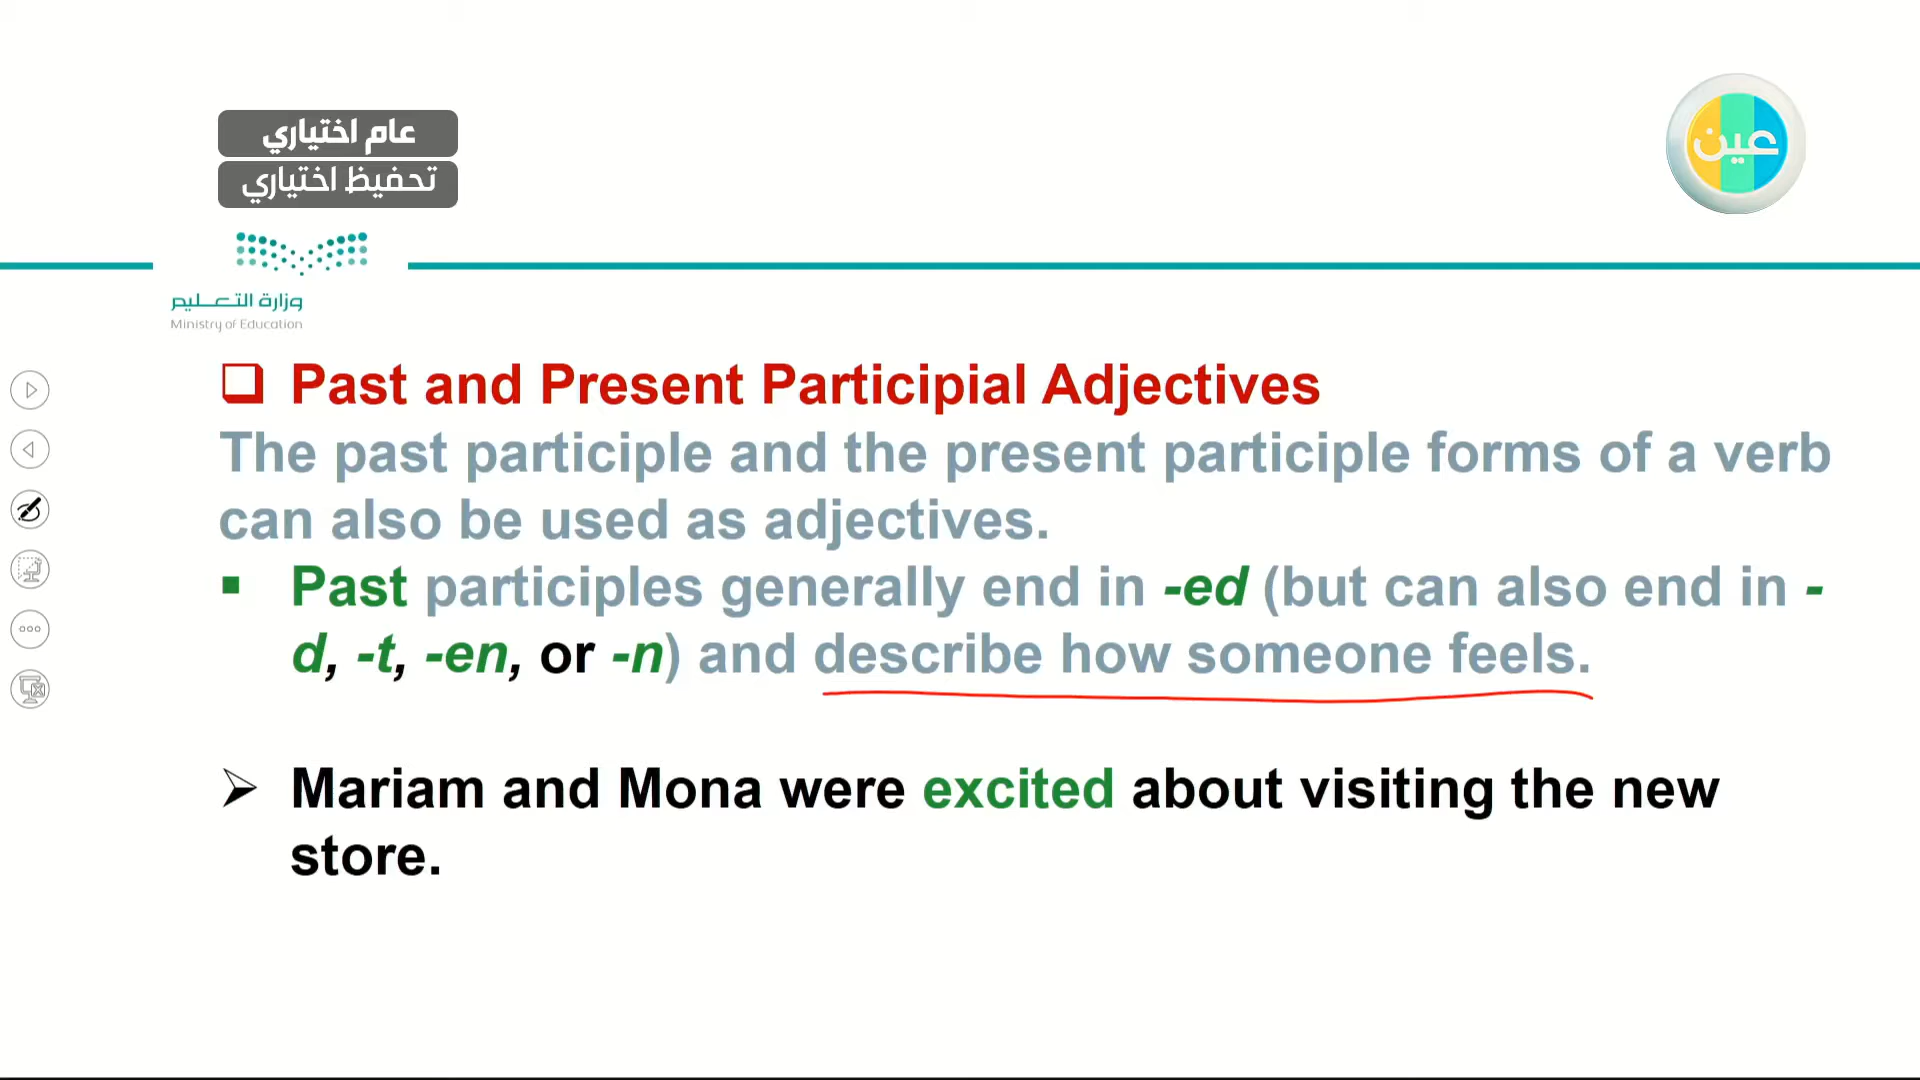 عام اختياري
تحفيظ اختياري
عين
وزارة التعليم
Ministry of Education
Past and Present Participial Adjectives
The past participle and the present participle forms of a verb
can also be used as adjectives.
Past participles generally end in -ed (but can also end in -
d, -t, -en, or -n) and describe how someone feels.
Mariam and Mona were excited about visiting the new
store.